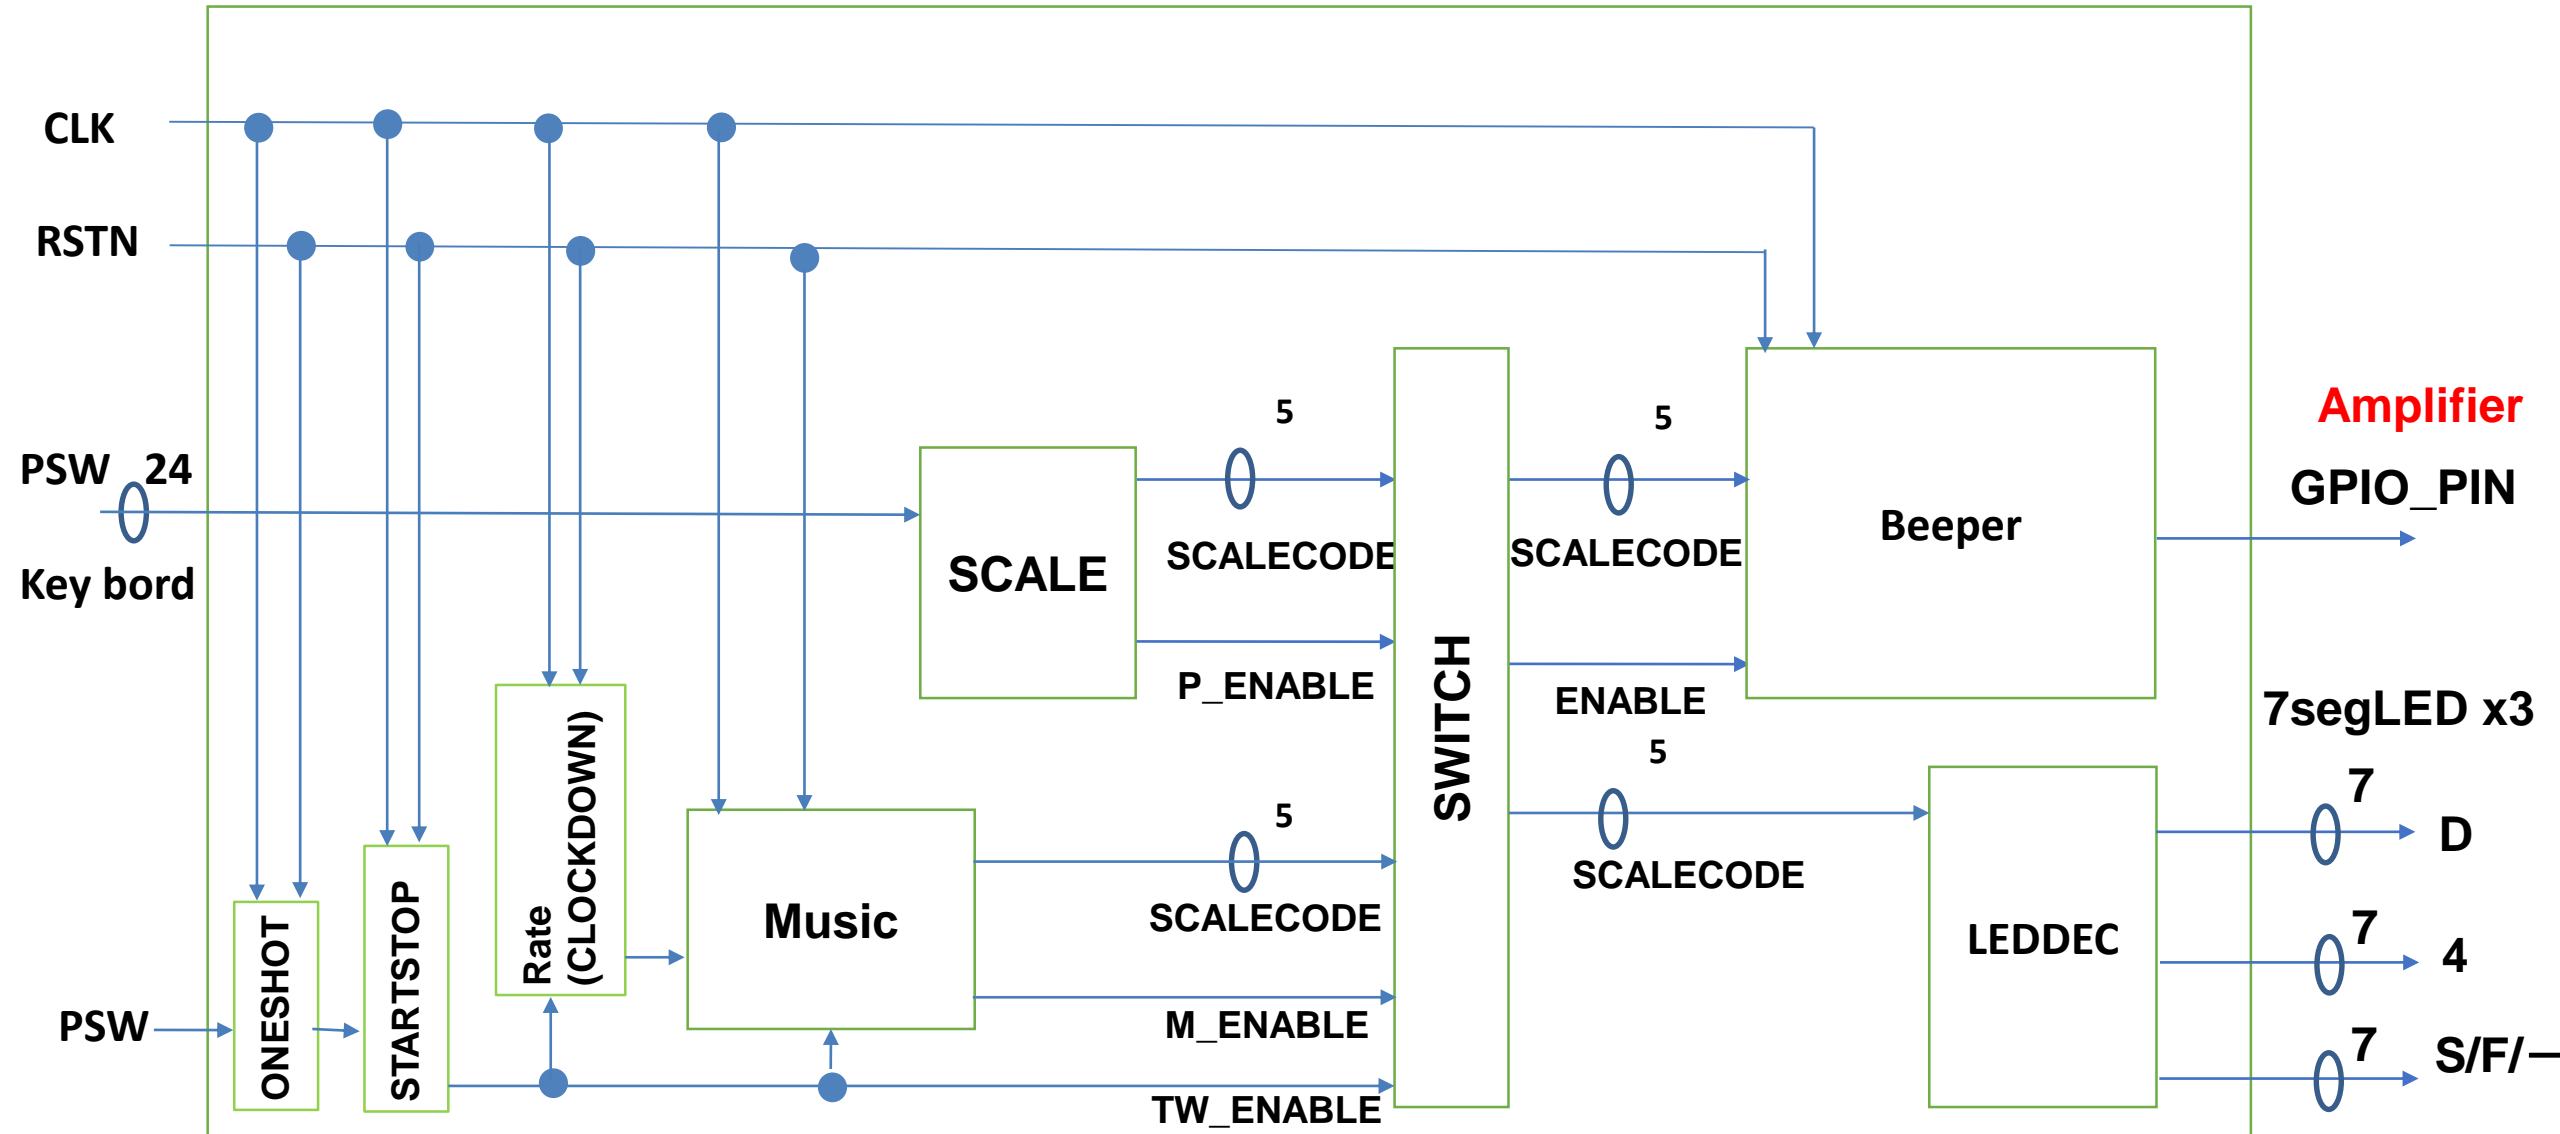 CLK
RSTN
PSW 24
Key bord
PSW
ONESHOT
STARTSTOP
Rate
(CLOCKDOWN)
Music
SCALE
5
SCALECODE
P_ENABLE
5
SCALECODE
M_ENABLE
TW_ENABLE
SWITCH
5
SCALECODE
ENABLE
5
SCALECODE
Beeper
LEDDEC
Amplifier
GPIO_PIN
7segLED x3
7
D
7
4
7
S/F/—